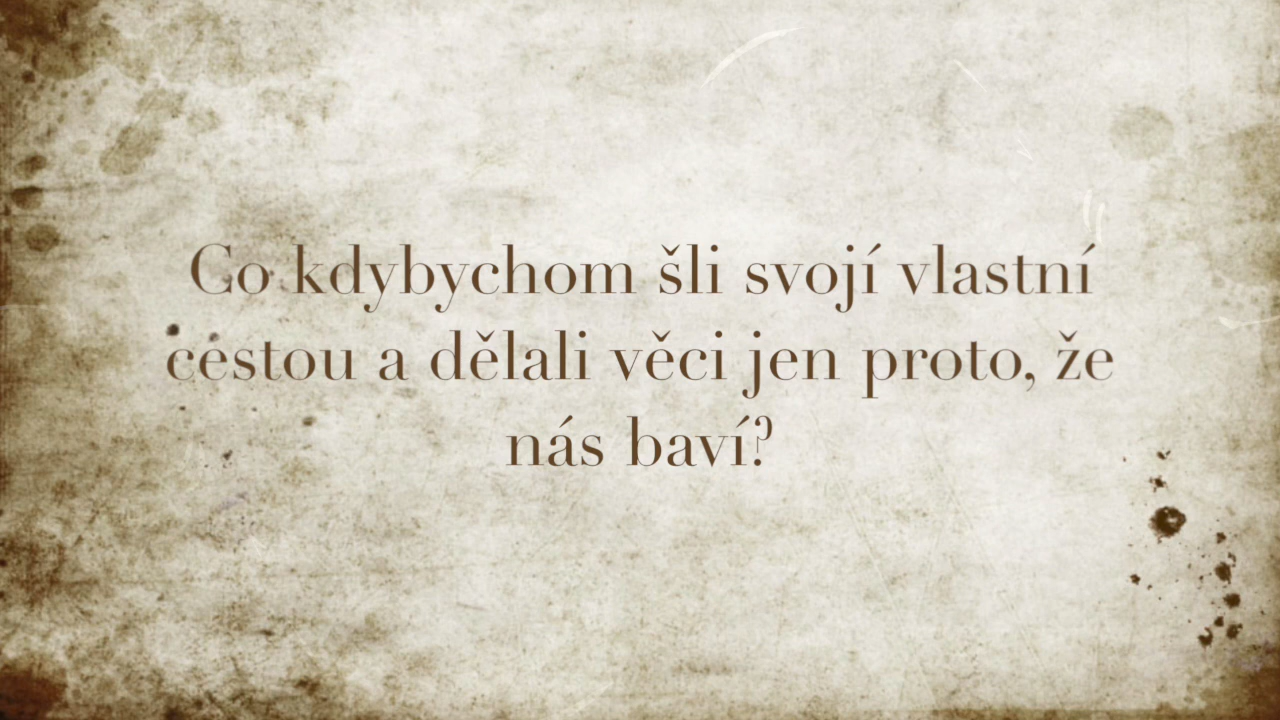 Co kdybychom šli svojí vlastní
cestou a dělali věci jen proto, že
nás baví?